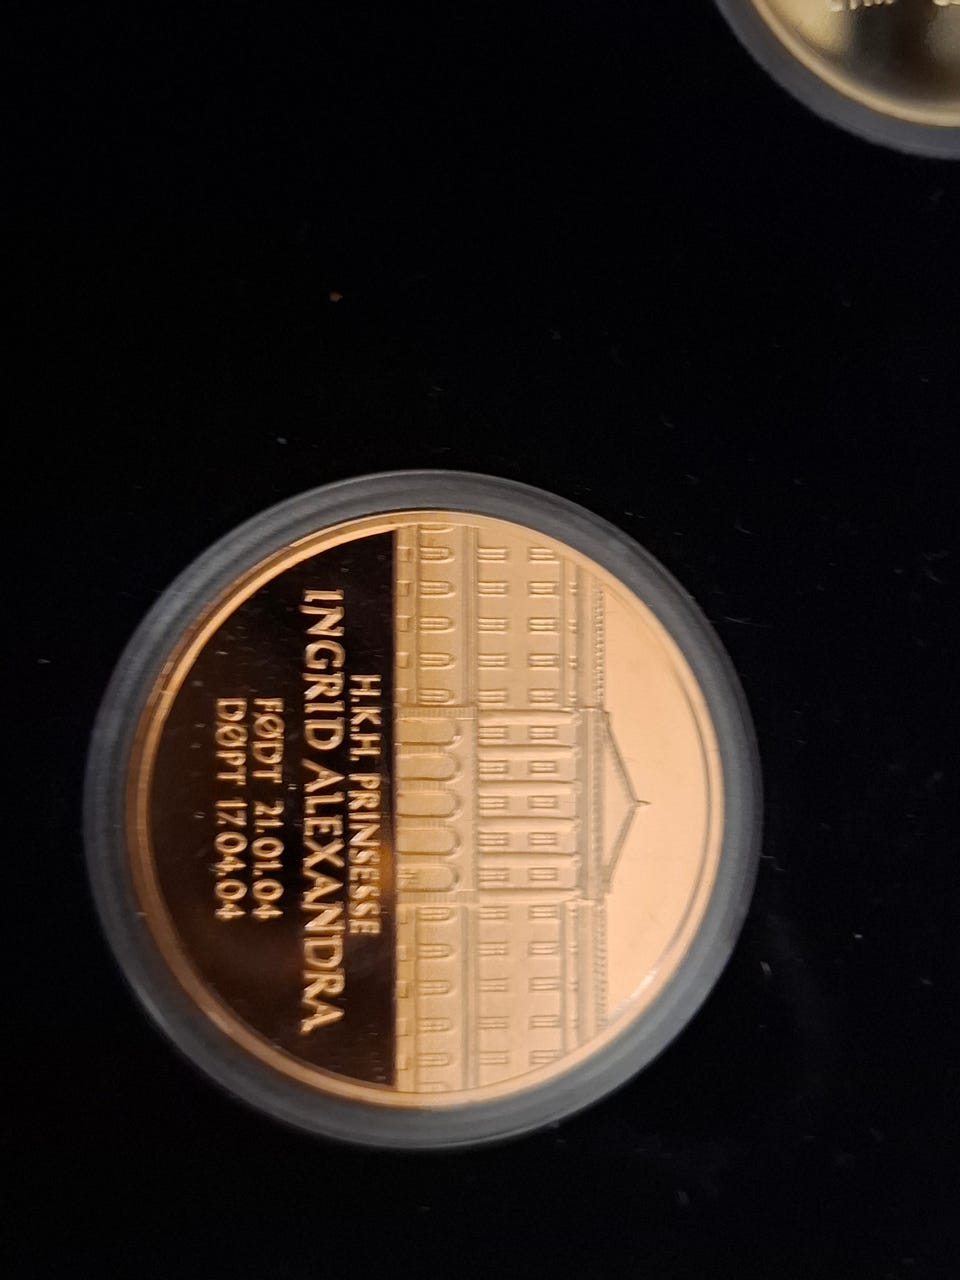 H.K.H. PRINSESSE
INGRID ALEXANDRA
FØDT 21.01.04
DØPT 17.04.04